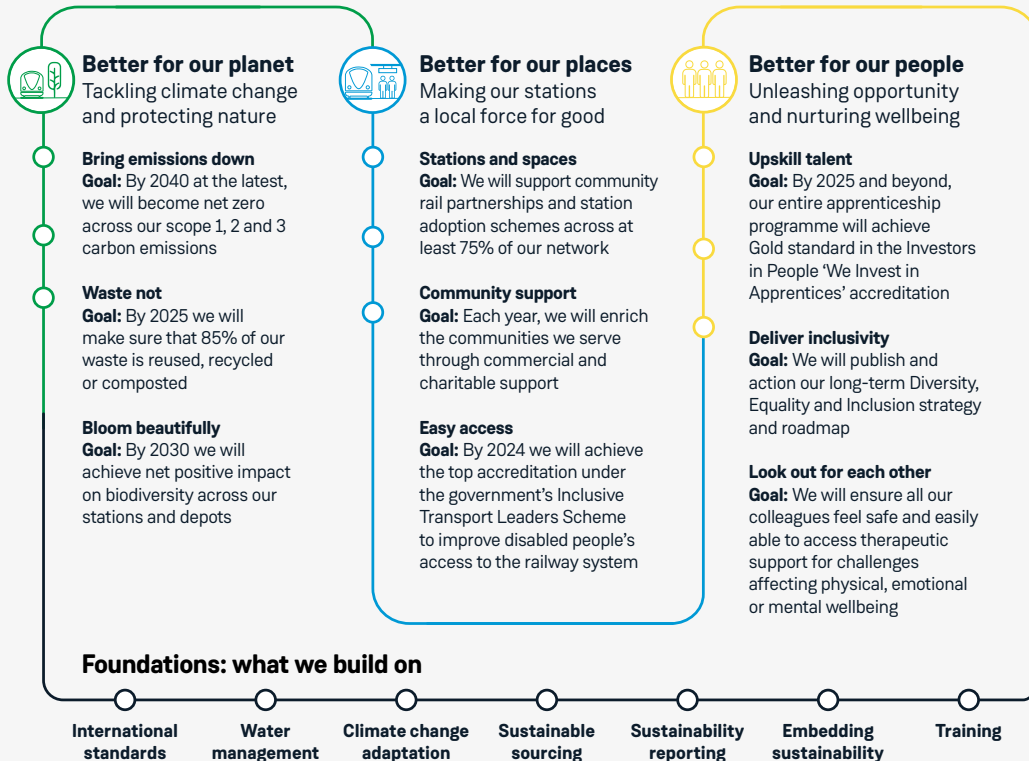 Better for our planet
Tackling climate change
and protecting nature
Bring emissions down
Goal: By 2040 at the latest,
we will become net zero
across our scope 1, 2 and 3
carbon emissions
Waste not
Goal: By 2025 we will
make sure that 85% of our
waste is reused, recycled
or composted
Bloom beautifully
Goal: By 2030 we will
achieve net positive impact
on biodiversity across our
stations and depots
Better for our places
Making our stations
a local force for good
Stations and spaces
Goal: We will support community
rail partnerships and station
adoption schemes across at
least 75% of our network
Community support
Goal: Each year, we will enrich
the communities we serve
through commercial and
charitable support
Easy access
Goal: By 2024 we will achieve
the top accreditation under
the government's Inclusive
Transport Leaders Scheme
to improve disabled people's
access to the railway system
Better for our people
Unleashing opportunity
and nurturing wellbeing
Upskill talent
Goal: By 2025 and beyond,
our entire apprenticeship
programme will achieve
Gold standard in the Investors
in People 'We Invest in
Apprentices' accreditation
Deliver inclusivity
Goal: We will publish and
action our long-term Diversity,
Equality and Inclusion strategy
and roadmap
Look out for each other
Goal: We will ensure all our
colleagues feel safe and easily
able to access therapeutic
support for challenges
affecting physical, emotional
or mental wellbeing
Foundations: what we build on
International
standards
Water
management
Climate change
adaptation
Sustainable
sourcing
Sustainability
reporting
Embedding
sustainability
Training